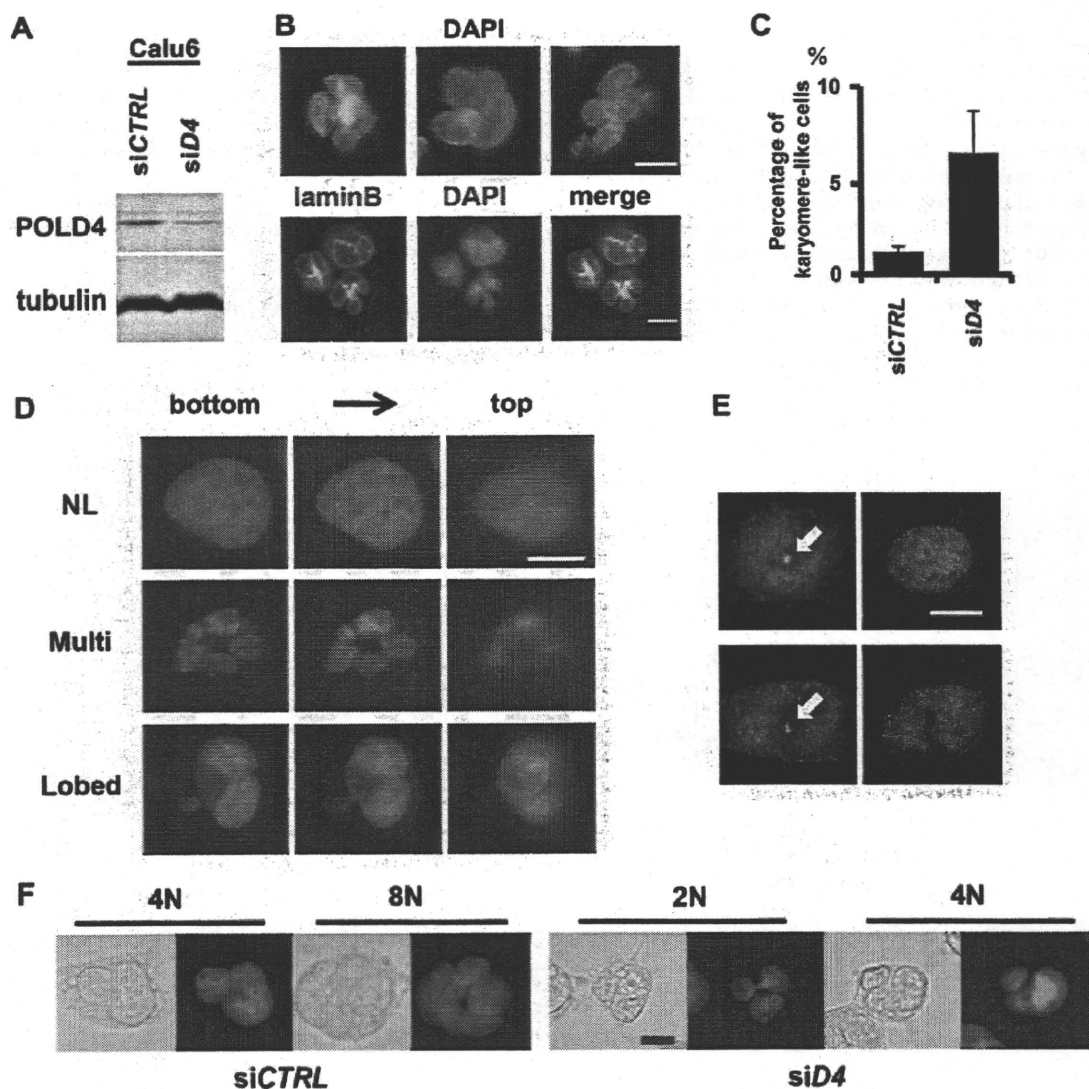 A
Calu6
siCTRL
siD4
POLD4
tubulin
B
DAPI
laminB
DAPI
merge
C
%
10
5
0
Percentage of
karyomere-like cells
siCTRL
siD4
D
bottom
top
NL
Multi
Lobed
E
F
4N
8N
2N
4N
siCTRL
siD4